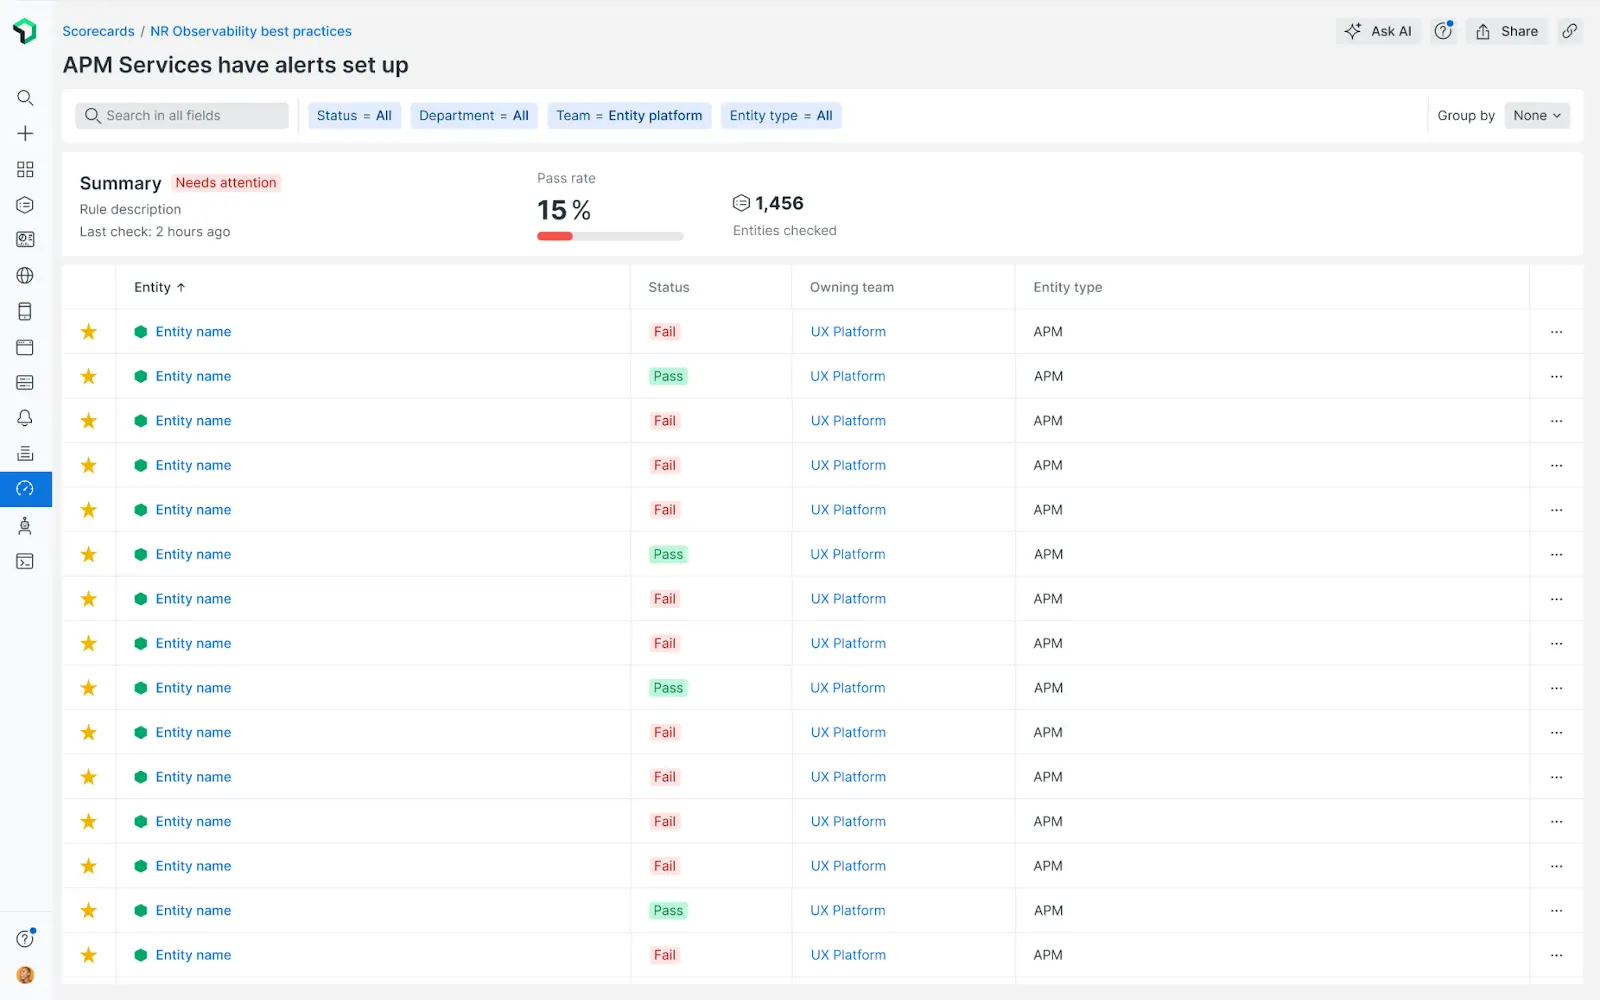 Scorecards / NR Observability best practices
Ask AI
Share
APM Services have alerts set up
Search in all fields
Status = All
Department = All
Team = Entity platform
Entity type = All
Group by
None
Summary
Needs attention
Rule description
Last check: 2 hours ago
Pass rate
15 %
1,456
Entities checked
Entity ↑ Status Owning team Entity type
Entity name Fail UX Platform APM ...
Entity name Pass UX Platform APM ...
Entity name Fail UX Platform APM ...
Entity name Fail UX Platform APM ...
Entity name Fail UX Platform APM ...
Entity name Pass UX Platform APM ...
Entity name Fail UX Platform APM ...
Entity name Fail UX Platform APM ...
Entity name Pass UX Platform APM ...
Entity name Fail UX Platform APM ...
Entity name Fail UX Platform APM ...
Entity name Fail UX Platform APM ...
Entity name Fail UX Platform APM ...
Entity name Pass UX Platform APM ...
Entity name Fail UX Platform APM ...